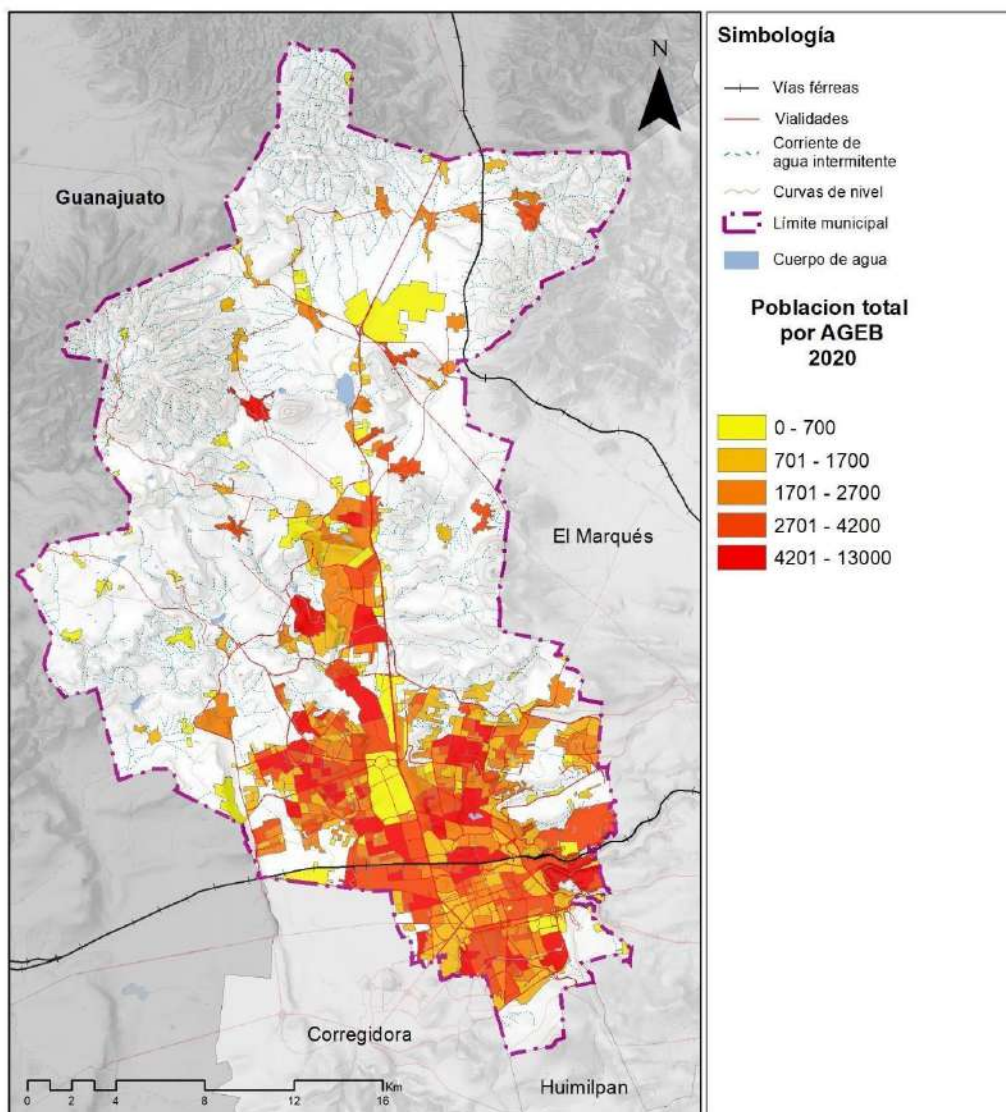 N
Guanajuato
El Marqués
Corregidora
Huimilpan
Km
0 2 4 8 12 16
Simbología
Vías férreas
Vialidades
Corriente de
agua intermitente
Curvas de nivel
Límite municipal
Cuerpo de agua
Poblacion total
por AGEB
2020
0 - 700
701 - 1700
1701 - 2700
2701 - 4200
4201 - 13000